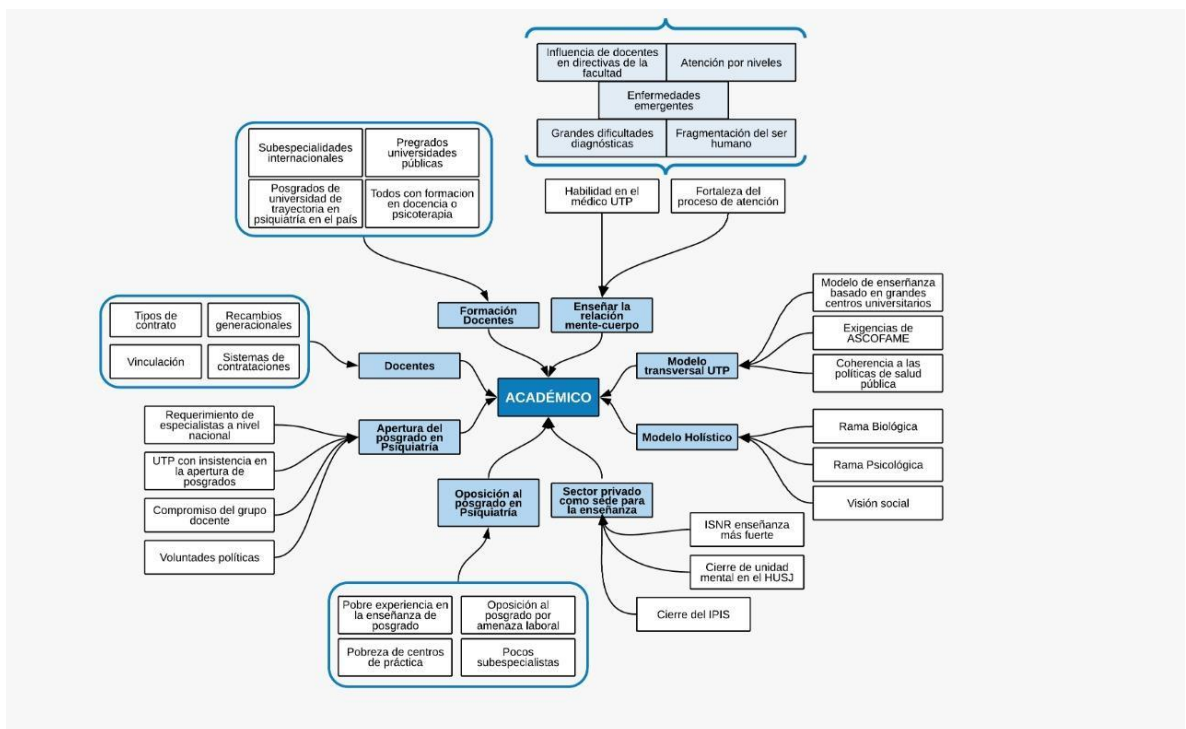 Influencia de docentes
en directivas de la
facultad
Atención por niveles
Enfermedades
emergentes
Grandes dificultades
diagnósticas
Fragmentación del ser
humano
Subespecialidades
internacionales
Pregrados
universidades
públicas
Posgrados de
universidad de
trayectoria en
psiquiatría en el país
Todos con formacion
en docencia o
psicoterapia
Habilidad en el
médico UTP
Fortaleza del
proceso de atención
Formación
Docentes
Enseñar la
relación
mente-cuerpo
Modelo de enseñanza
basado en grandes
centros universitarios
Exigencias de
ASCOFAME
Coherencia a las
políticas de salud
pública
Tipos de
contrato
Recambios
generacionales
Vinculación
Sistemas de
contrataciones
Docentes
Modelo
transversal UTP
ACADÉMICO
Requerimiento de
especialistas a nivel
nacional
UTP con insistencia en
la apertura de
posgrados
Compromiso del grupo
docente
Voluntades políticas
Apertura del
posgrado en
Psiquiatría
Modelo Holístico
Rama Biológica
Rama Psicológica
Visión social
Oposición al
posgrado en
Psiquiatría
Sector privado
como sede para
la enseñanza
ISNR enseñanza
más fuerte
Cierre de unidad
mental en el HUSJ
Cierre del IPIS
Pobre experiencia en
la enseñanza de
posgrado
Oposición al
posgrado por
amenaza laboral
Pobreza de centros
de práctica
Pocos
subespecialistas